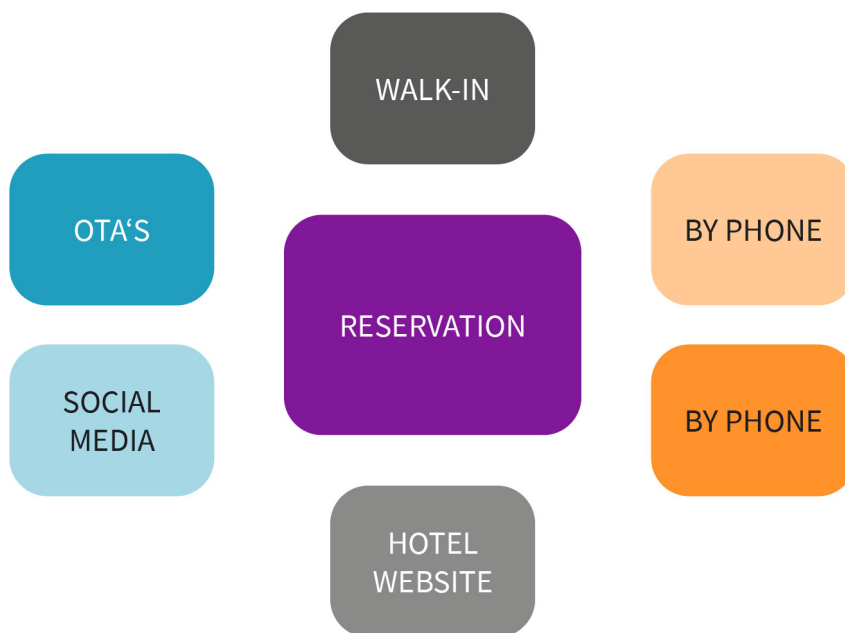 WALK-IN
OTA‘S
BY PHONE
RESERVATION
SOCIAL
MEDIA
BY PHONE
HOTEL
WEBSITE